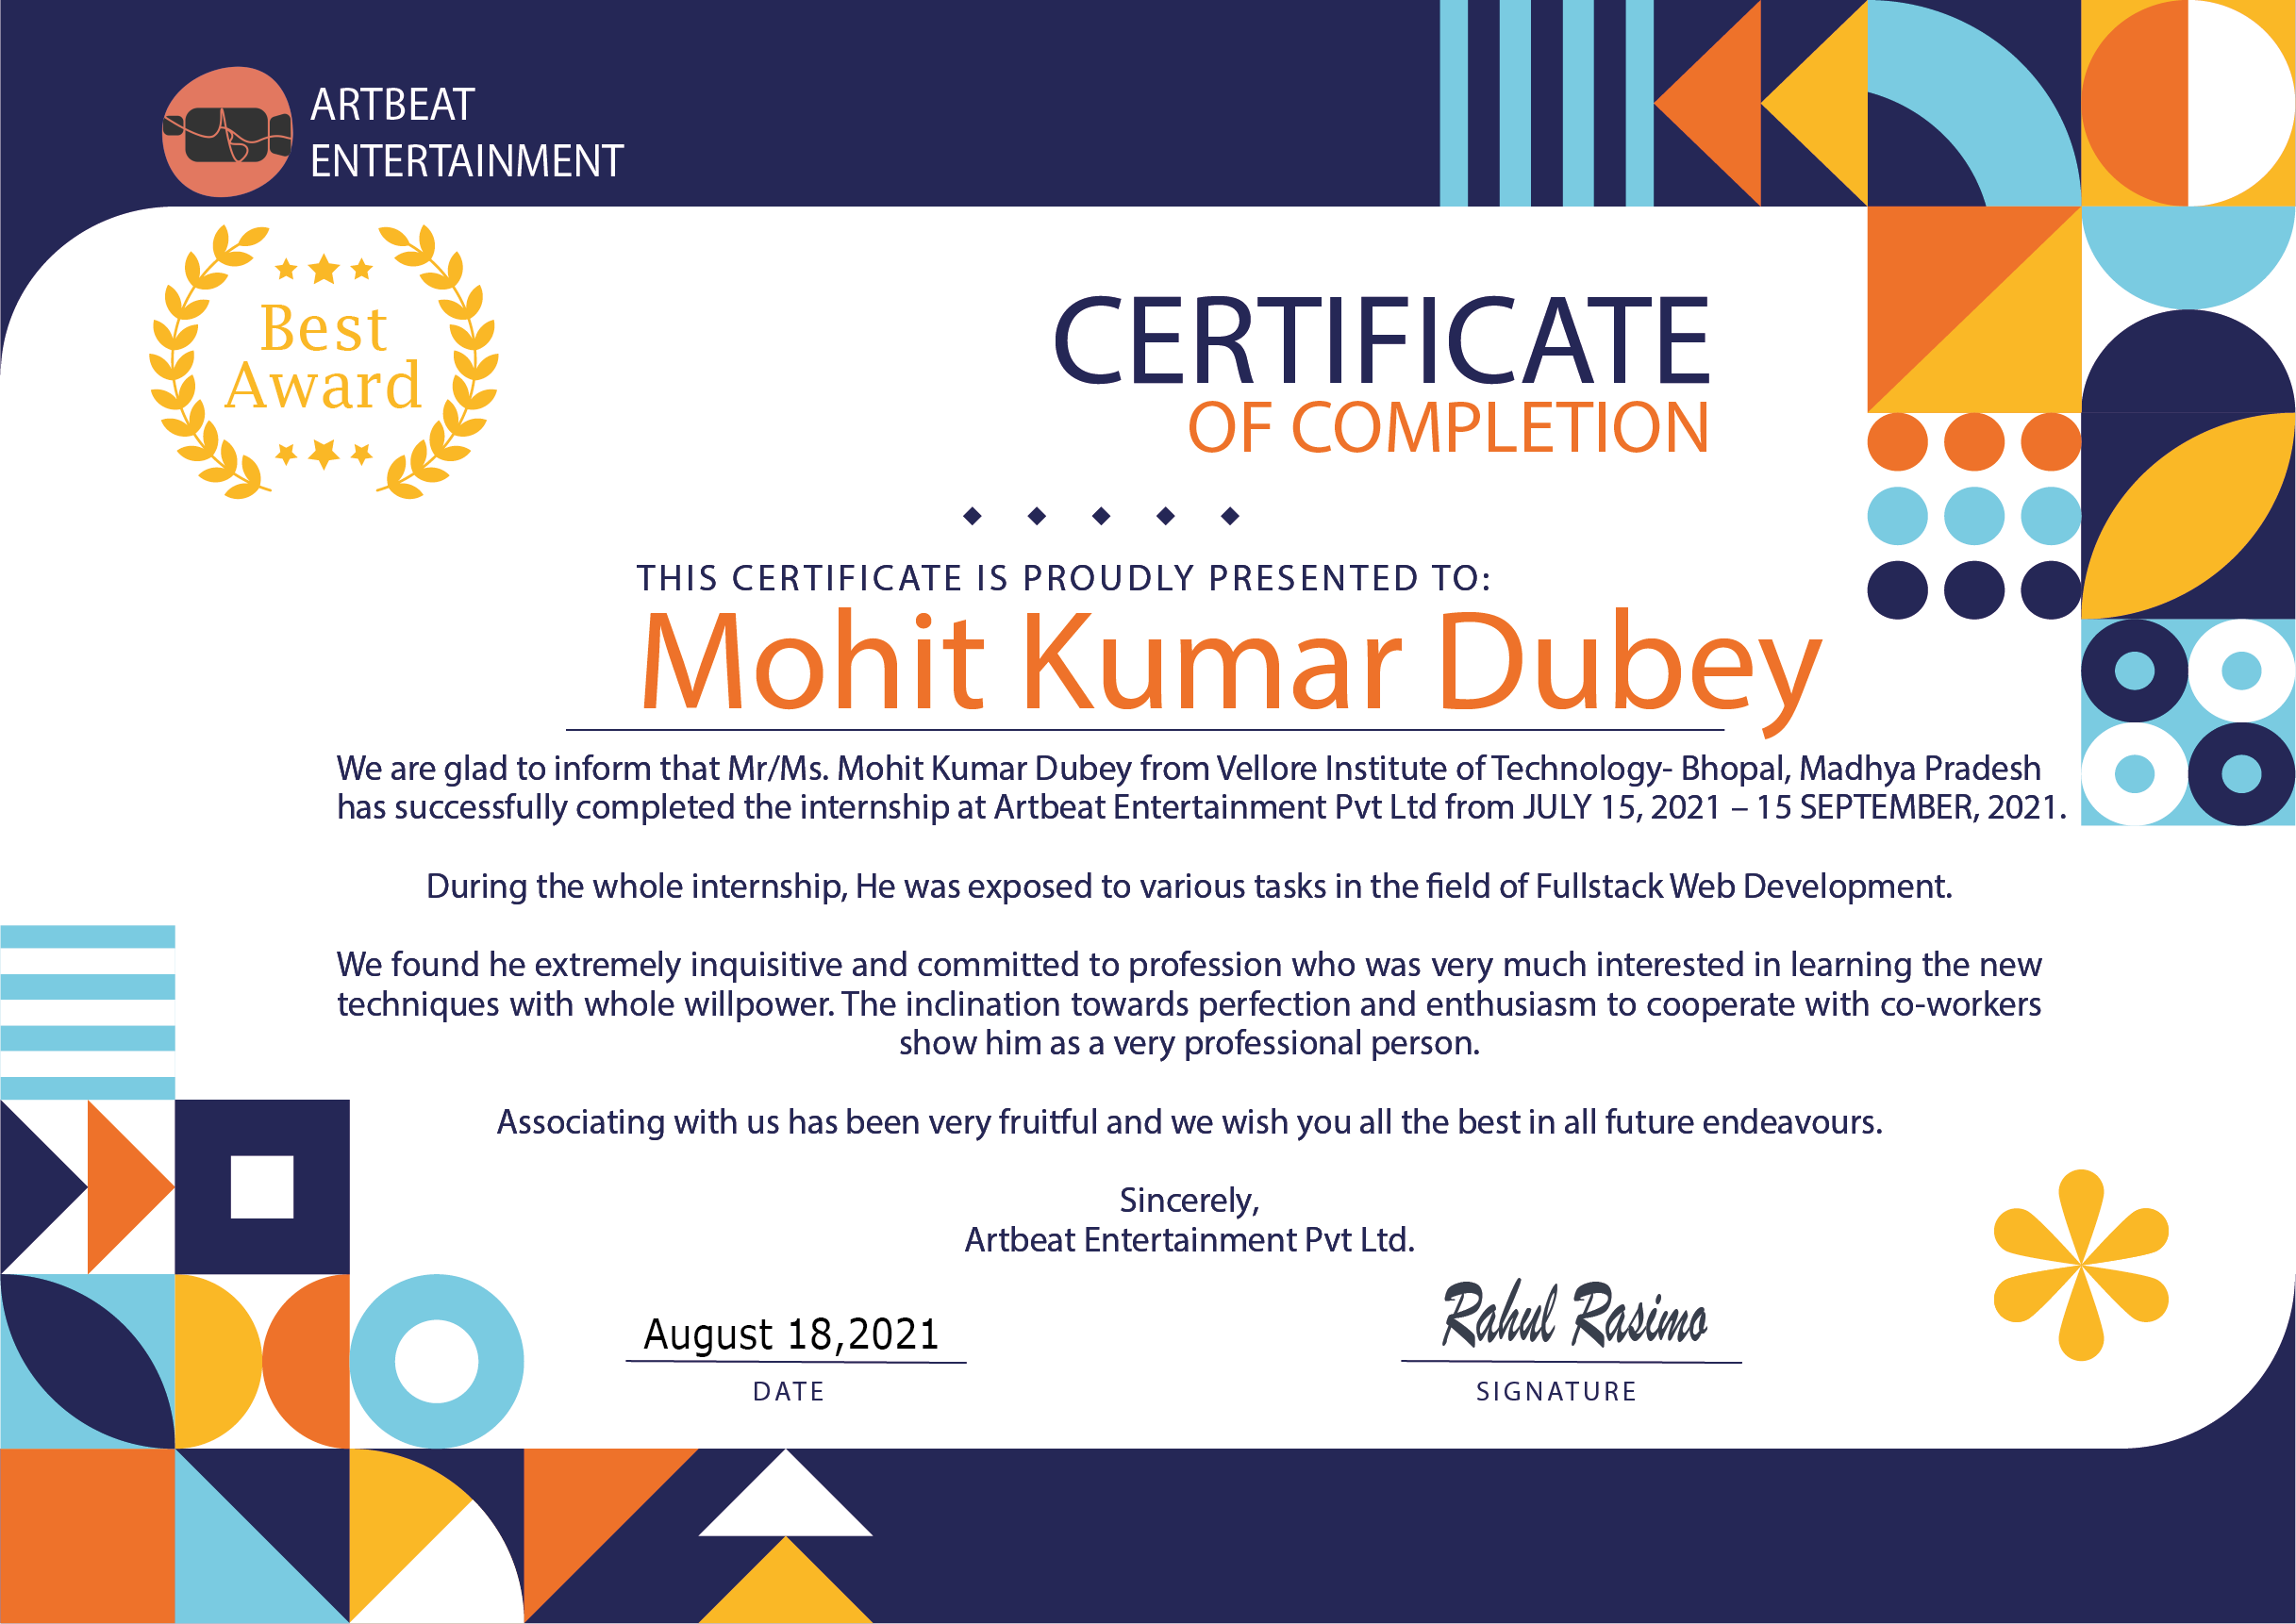 ARTBEAT
ENTERTAINMENT
Best
Award
CERTIFICATE
OF COMPLETION
THIS CERTIFICATE IS PROUDLY PRESENTED TO:
Mohit Kumar Dubey
We are glad to inform that Mr/Ms. Mohit Kumar Dubey from Vellore Institute of Technology- Bhopal, Madhya Pradesh
has successfully completed the internship at Artbeat Entertainment Pvt Ltd from JULY 15, 2021 – 15 SEPTEMBER, 2021.
During the whole internship, He was exposed to various tasks in the field of Fullstack Web Development.
We found he extremely inquisitive and committed to profession who was very much interested in learning the new
techniques with whole willpower. The inclination towards perfection and enthusiasm to cooperate with co-workers
show him as a very professional person.
Associating with us has been very fruitful and we wish you all the best in all future endeavours.
Sincerely,
Artbeat Entertainment Pvt Ltd.
August 18,2021
DATE
Rahul Rasimo
SIGNATURE